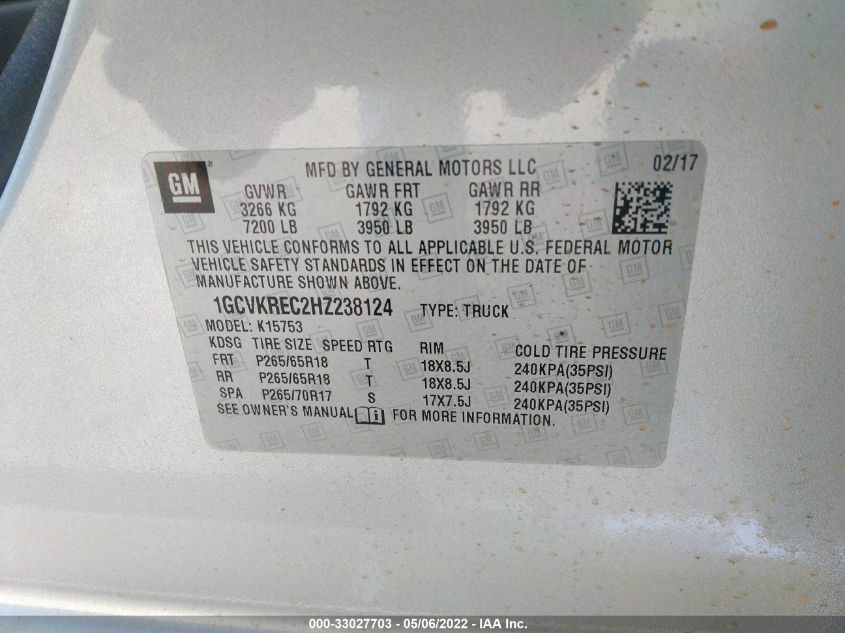 GM
MFD BY GENERAL MOTORS LLC 02/17
GVWR GAWR FRT GAWR RR
3266 KG 1792 KG 1792 KG
7200 LB 3950 LB 3950 LB
THIS VEHICLE CONFORMS TO ALL APPLICABLE U.S. FEDERAL MOTOR
VEHICLE SAFETY STANDARDS IN EFFECT ON THE DATE OF
MANUFACTURE SHOWN ABOVE.
1GCVKREC2HZ238124 TYPE: TRUCK
MODEL: K15753
KDSG TIRE SIZE SPEED RTG RIM COLD TIRE PRESSURE
FRT P265/65R18 T 18X8.5J 240KPA(35PSI)
RR P265/65R18 T 18X8.5J 240KPA(35PSI)
SPA P265/70R17 S 17X7.5J 240KPA(35PSI)
SEE OWNER'S MANUAL i FOR MORE INFORMATION.
000-33027703 - 05/06/2022 - IAA Inc.